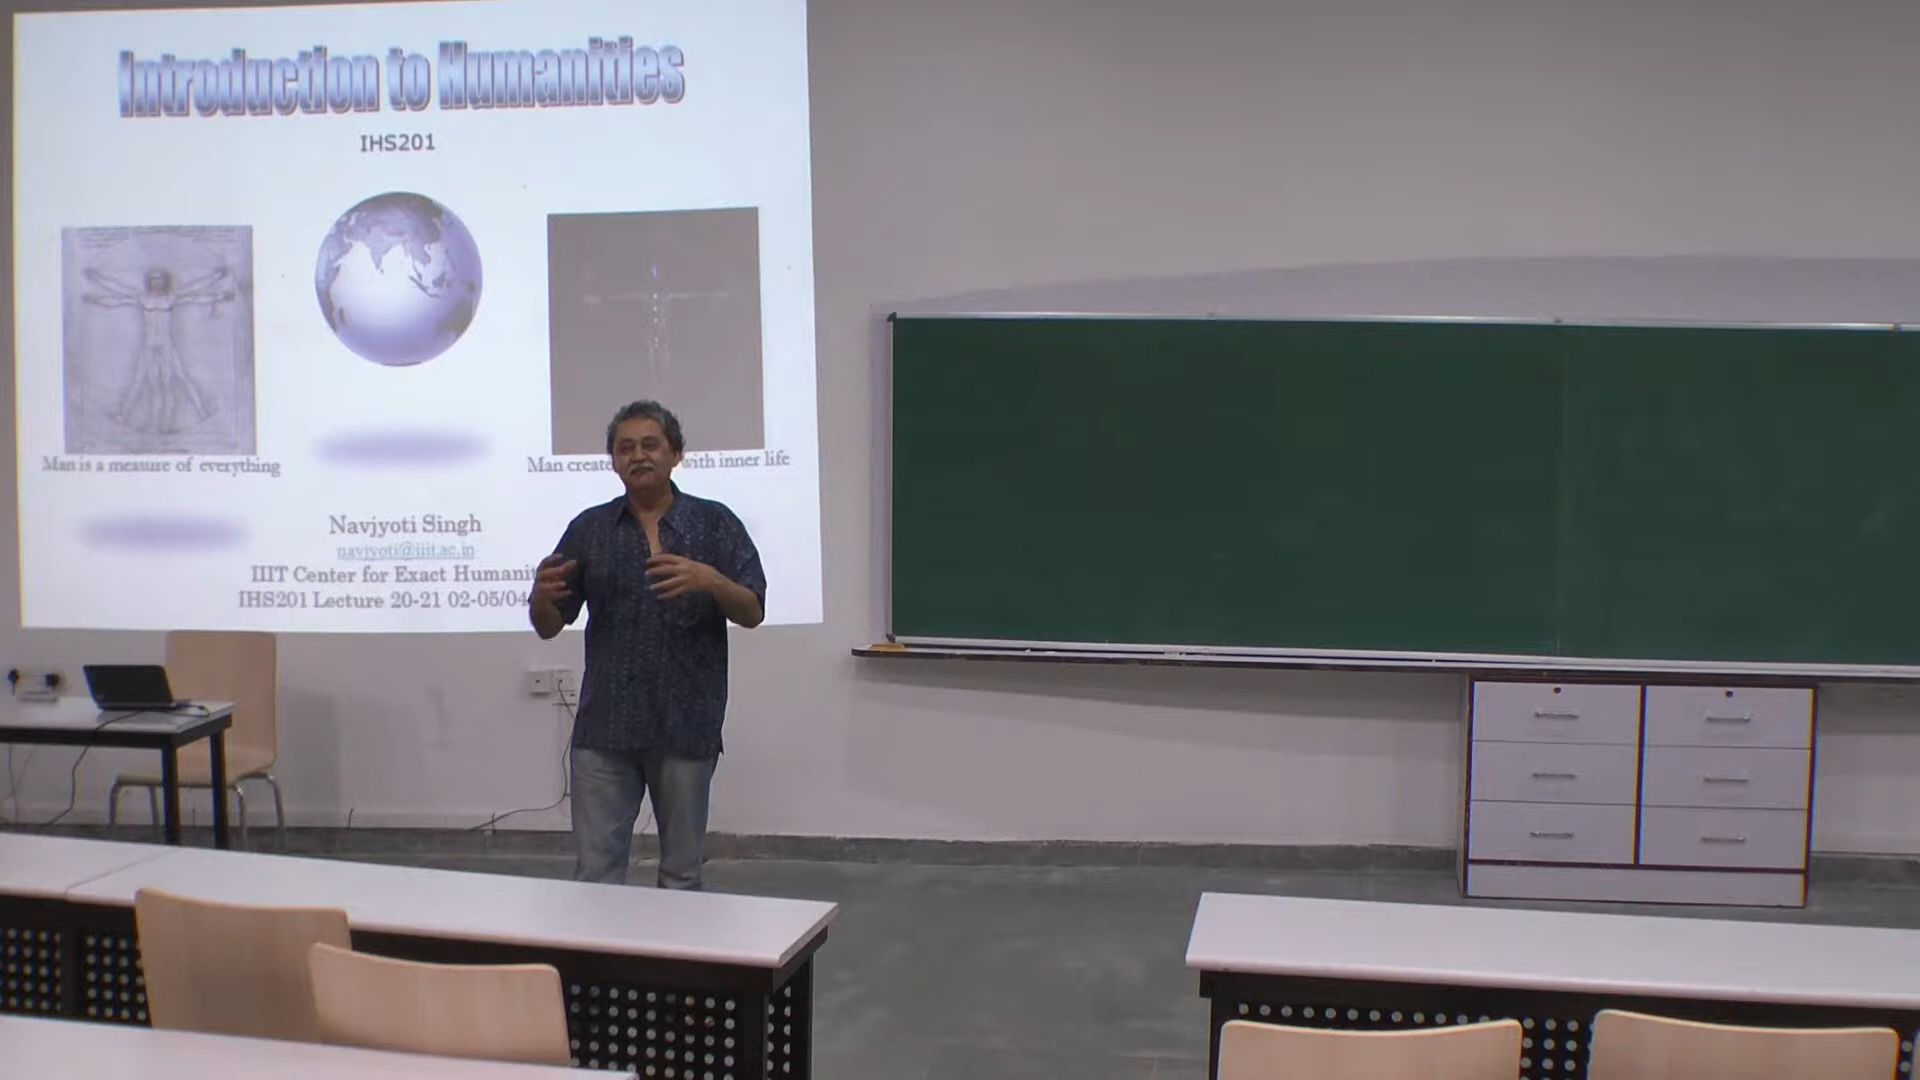 Introduction to Humanities
IHS201
Man is a measure of everything
Man create with inner life
Navjyoti Singh
navjyoti@iiit.ac.in
IIIT Center for Exact Humanit
IHS201 Lecture 20-21 02-05/04